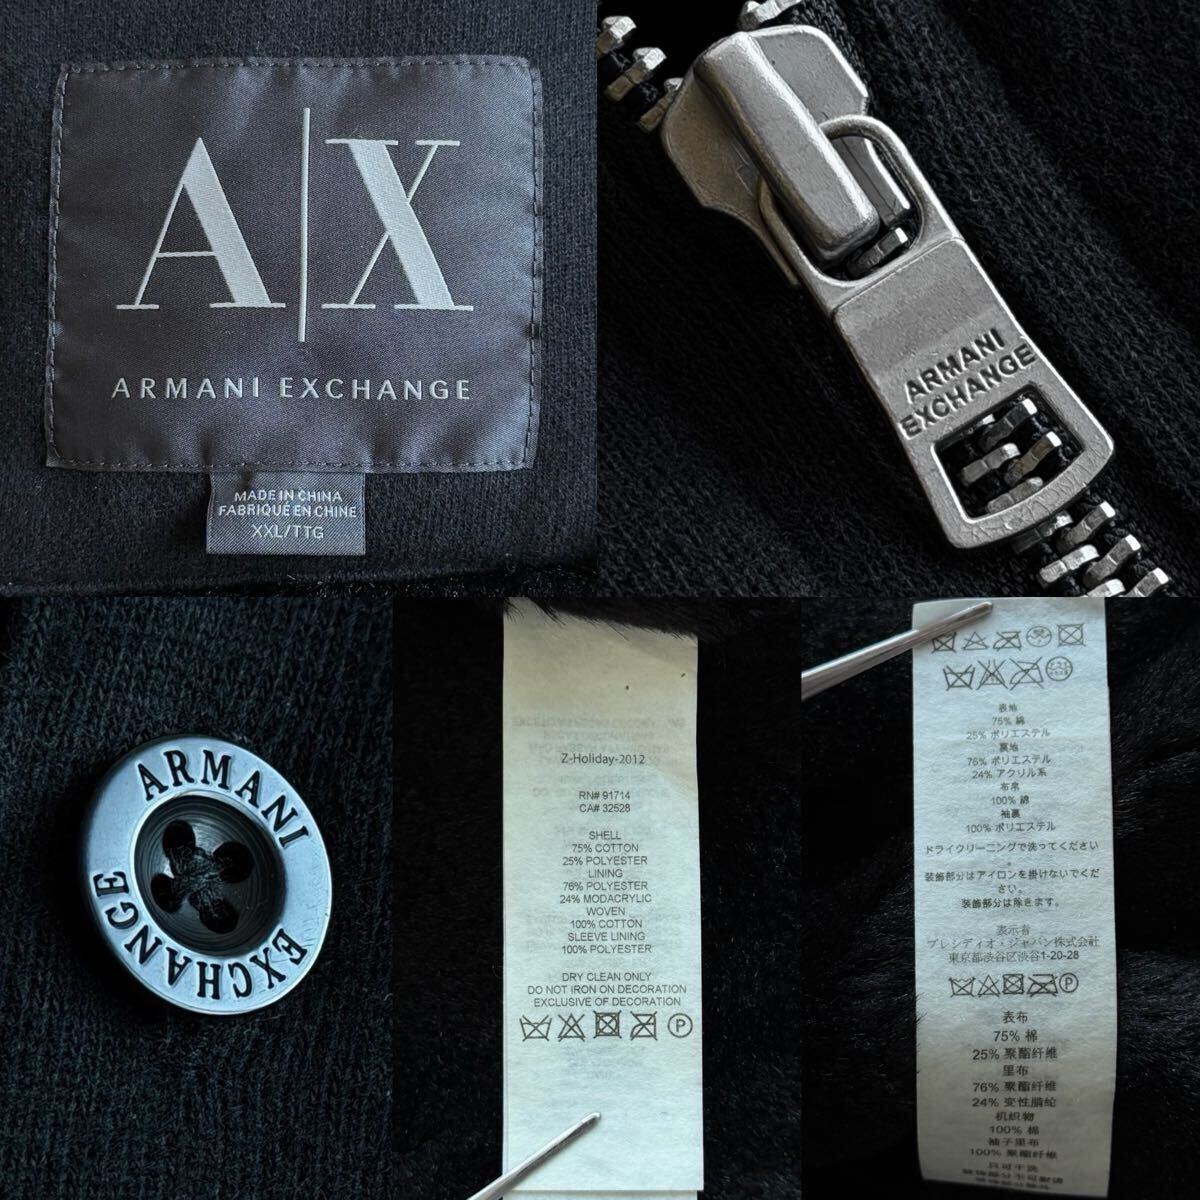 A|X
ARMANI EXCHANGE
MADE IN CHINA
FABRIQUÉ EN CHINE
XXL/TTG
ARMANI
EXCHANGE
ARMANI
EXCHANGE
Z-Holiday-2012
RN# 91714
CA# 32528
SHELL
75% COTTON
25% POLYESTER
LINING
76% POLYESTER
24% MODACRYLIC
WOVEN
100% COTTON
SLEEVE LINING
100% POLYESTER
DRY CLEAN ONLY
DO NOT IRON ON DECORATION
EXCLUSIVE OF DECORATION
P
表地
75% 綿
25% ポリエステル
裏地
76% ポリエステル
24% アクリル系
布帛
100% 綿
袖裏
100% ポリエステル
ドライクリーニングで洗ってください
。
装飾部分はアイロンを掛けないでくだ
さい。
装飾部分は除きます。
表示者
プレシディオ・ジャパン株式会社
東京都渋谷区渋谷1-20-28
P
表布
75% 棉
25% 聚酯纤维
里布
76% 聚酯纤维
24% 变性腈纶
机织物
100% 棉
袖子里布
100% 聚酯纤维
只可干洗